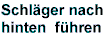 Schläger nach
hinten führen